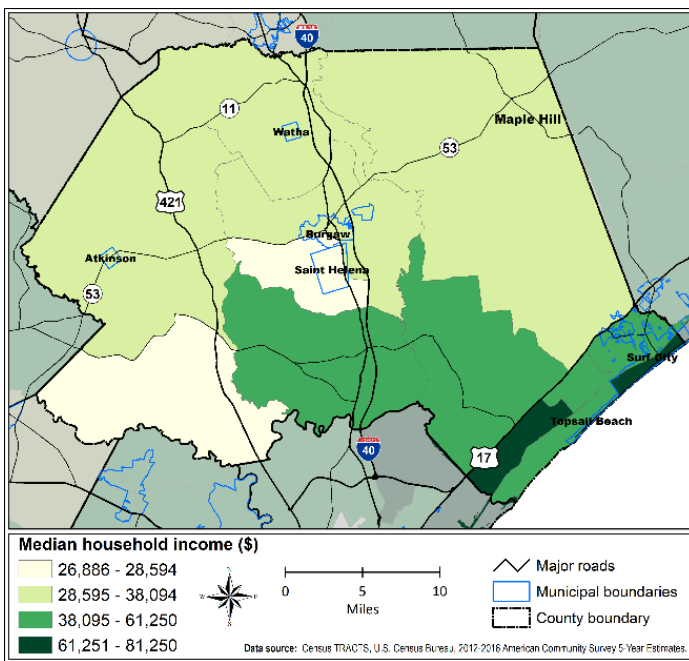 40
11
Watha
Maple Hill
53
421
Burgaw
Atkinson
Saint Helena
53
Surf City
Topsail Beach
40
17
Median household income ($)
26,886 - 28,594
28,595 - 38,094
38,095 - 61,250
61,251 - 81,250
N
W
E
S
0 5 10
Miles
Major roads
Municipal boundaries
County boundary
Data source: Census TRACTS, U.S. Census Bureau, 2012-2016 American Community Survey 5-Year Estimates.